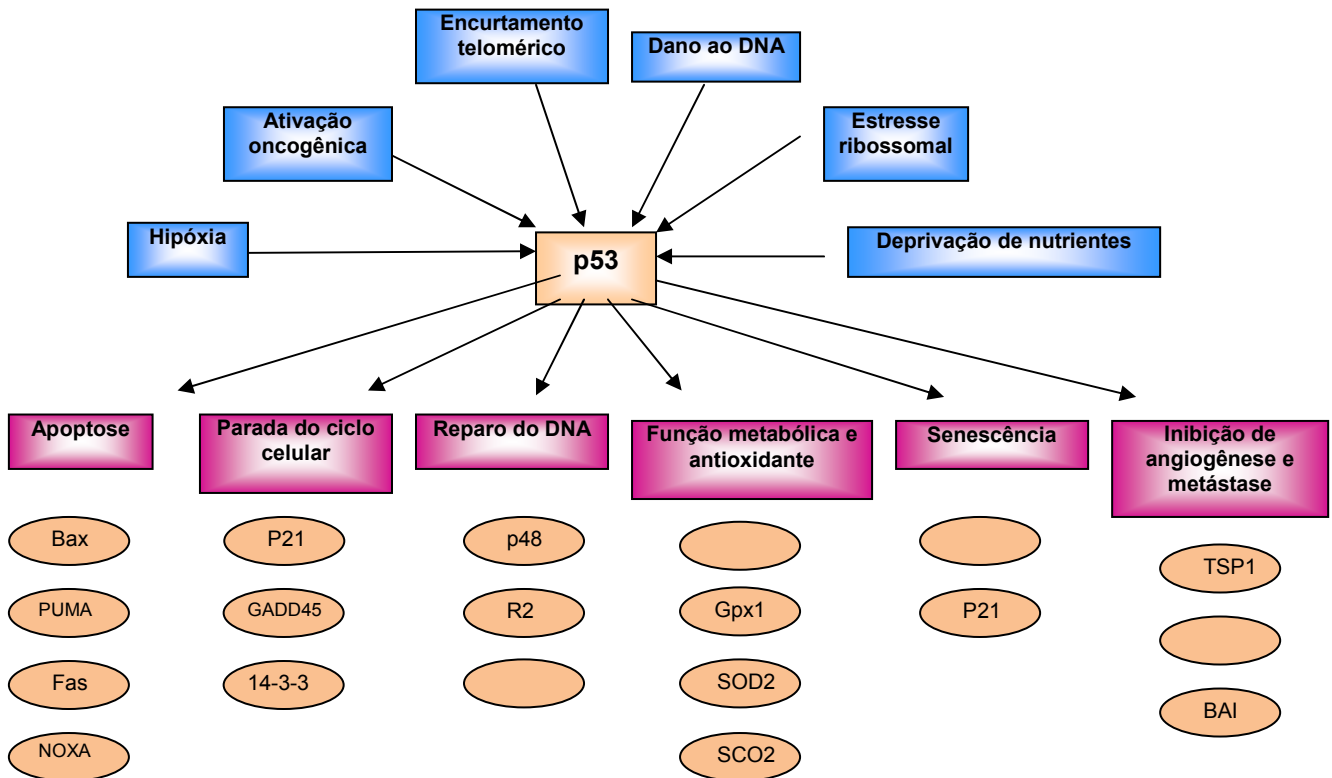 Encurtamento
telomérico
Dano ao DNA
Ativação
oncogênica
Estresse
ribossomal
Hipóxia
p53
Deprivação de nutrientes
Apoptose
Parada do ciclo
celular
Reparo do DNA
Função metabólica e
antioxidante
Senescência
Inibição de
angiogênese e
metástase
Bax
PUMA
Fas
NOXA
P21
GADD45
14-3-3
p48
R2
Gpx1
SOD2
SCO2
P21
TSP1
BAI